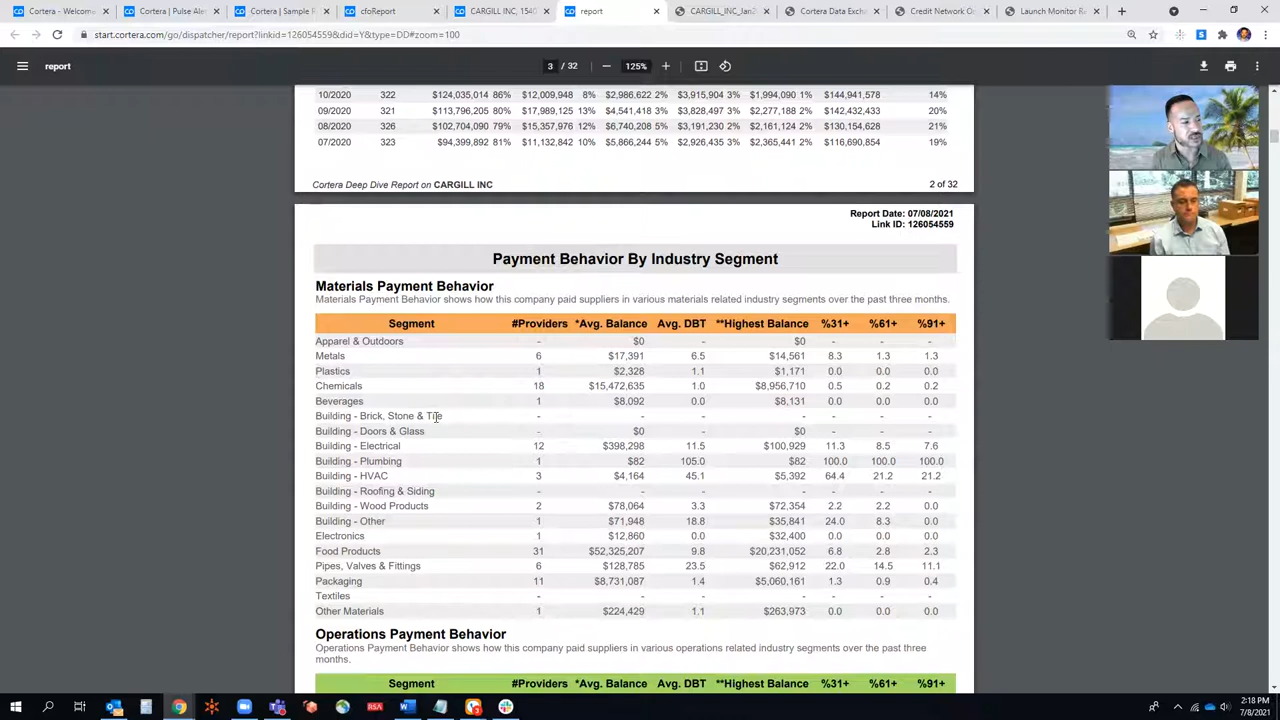 Cortera - Welcom
Cortera | Pulse Aler
Cortera | Sample R
cfoReport
CARGILL INC, 1540
report
CARGILL_INC_Jan2
Cortera Data Excha
Credit Network O
Launch Monitor R
start.cortera.com/go/dispatcher/report?linkid=126054559&did=Y&type=DD#zoom=100
report
3 / 32
125%
10/2020 322 $124,035,014 86% $12,009,948 8% $2,986,622 2% $3,915,904 3% $1,994,090 1% $144,941,578 14%
09/2020 321 $113,796,205 80% $17,989,125 13% $4,541,418 3% $3,828,497 3% $2,277,188 2% $142,432,433 20%
08/2020 326 $102,704,090 79% $15,357,976 12% $6,740,208 5% $3,191,230 2% $2,161,124 2% $130,154,628 21%
07/2020 323 $94,399,892 81% $11,132,842 10% $5,866,244 5% $2,926,435 3% $2,365,441 2% $116,690,854 19%
Cortera Deep Dive Report on CARGILL INC 2 of 32
Report Date: 07/08/2021
Link ID: 126054559
Payment Behavior By Industry Segment
Materials Payment Behavior
Materials Payment Behavior shows how this company paid suppliers in various materials related industry segments over the past three months.
Segment #Providers *Avg. Balance Avg. DBT **Highest Balance %31+ %61+ %91+
Apparel & Outdoors - $0 - $0 - - -
Metals 6 $17,391 6.5 $14,561 8.3 1.3 1.3
Plastics 1 $2,328 1.1 $1,171 0.0 0.0 0.0
Chemicals 18 $15,472,635 1.0 $8,956,710 0.5 0.2 0.2
Beverages 1 $8,092 0.0 $8,131 0.0 0.0 0.0
Building - Brick, Stone & Tile - - - - - - -
Building - Doors & Glass - $0 - $0 - - -
Building - Electrical 12 $398,298 11.5 $100,929 11.3 8.5 7.6
Building - Plumbing 1 $82 105.0 $82 100.0 100.0 100.0
Building - HVAC 3 $4,164 45.1 $5,392 64.4 21.2 21.2
Building - Roofing & Siding - - - - - - -
Building - Wood Products 2 $78,064 3.3 $72,354 2.2 2.2 0.0
Building - Other 1 $71,948 18.8 $35,841 24.0 8.3 0.0
Electronics 1 $12,860 0.0 $32,400 0.0 0.0 0.0
Food Products 31 $52,325,207 9.8 $20,231,052 6.8 2.8 2.3
Pipes, Valves & Fittings 6 $128,785 23.5 $62,912 22.0 14.5 11.1
Packaging 11 $8,731,087 1.4 $5,060,161 1.3 0.9 0.4
Textiles - - - - - - -
Other Materials 1 $224,429 1.1 $263,973 0.0 0.0 0.0
Operations Payment Behavior
Operations Payment Behavior shows how this company paid suppliers in various operations related industry segments over the past three
months.
Segment #Providers *Avg. Balance Avg. DBT **Highest Balance %31+ %61+ %91+
RSA
2:18 PM
7/8/2021